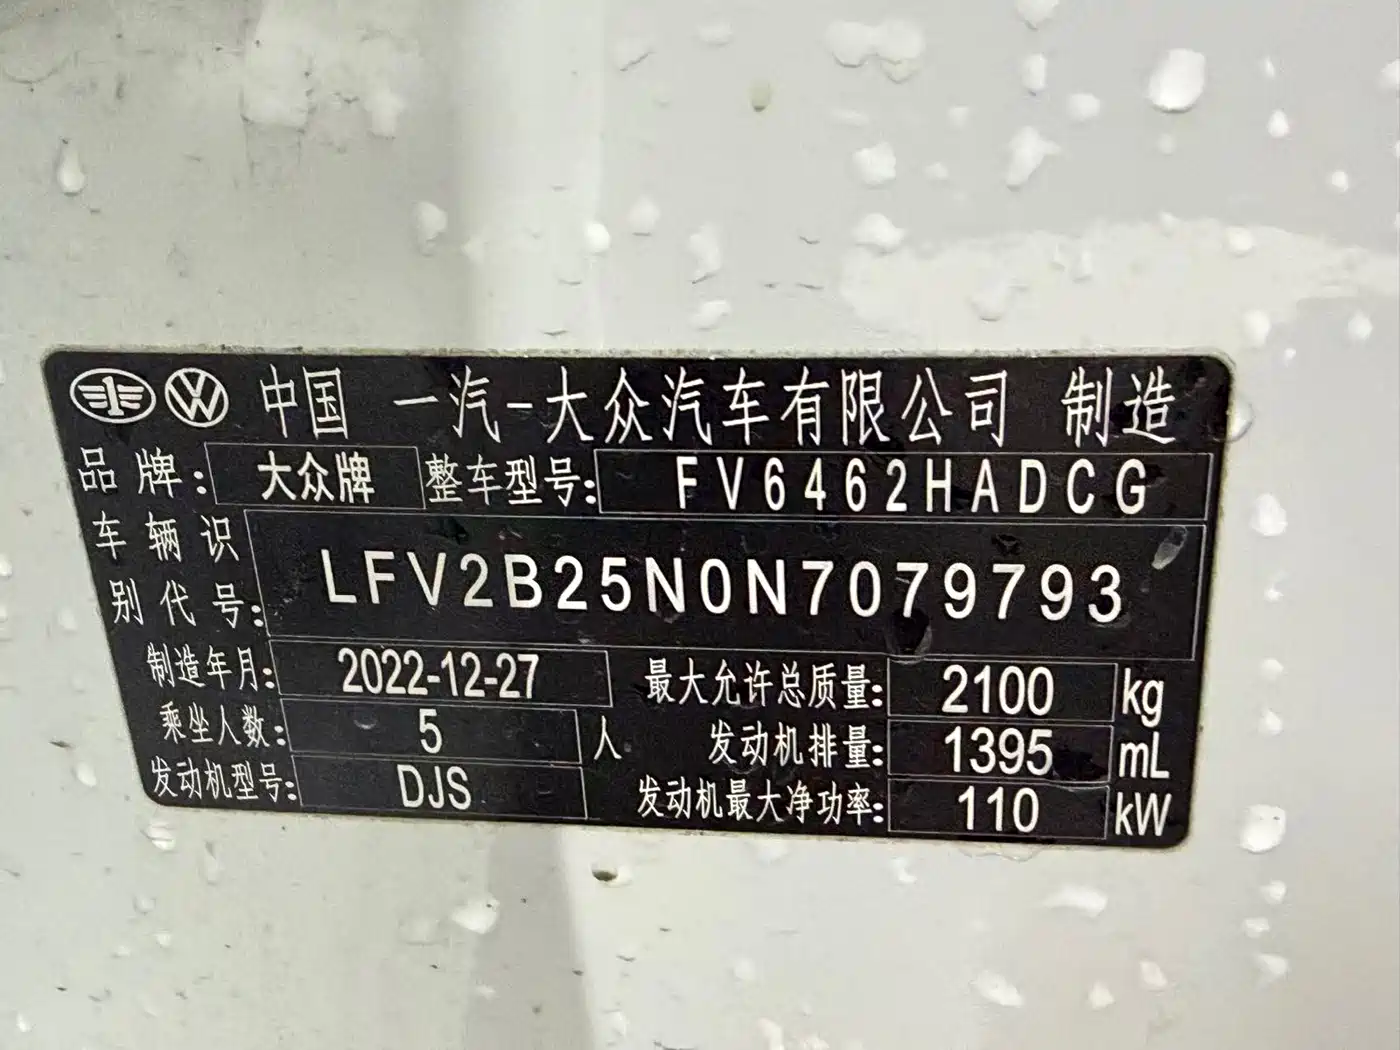 中国 一汽-大众汽车有限公司 制造
品牌: 大众牌 整车型号: FV6462HADCG
车辆识别代号: LFV2B25N0N7079793
制造年月: 2022-12-27 最大允许总质量: 2100 kg
乘坐人数: 5 人 发动机排量: 1395 mL
发动机型号: DJS 发动机最大净功率: 110 kW